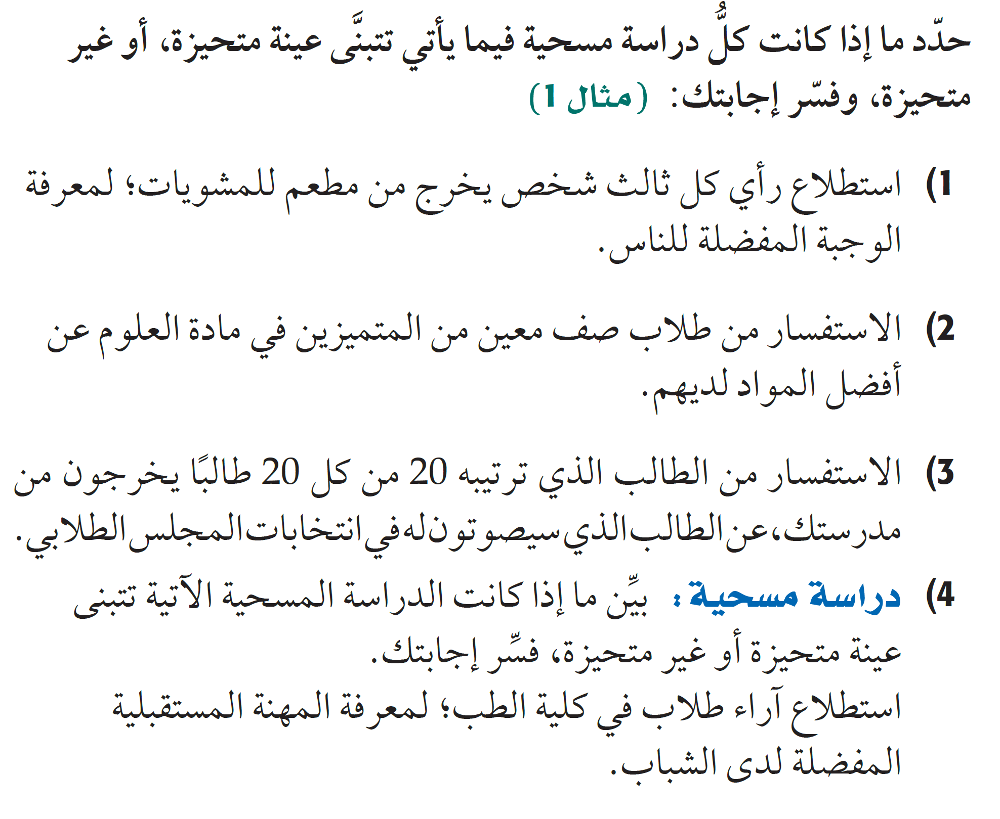 حدّد ما إذا كانت كلُّ دراسة مسحية فيما يأتي تتبنَّى عينة متحيزة، أو غير
متحيزة، وفسّر إجابتك: (مثال 1)
1) استطلاع رأي كل ثالث شخص يخرج من مطعم للمشويات؛ لمعرفة
الوجبة المفضلة للناس.
2) الاستفسار من طلاب صف معين من المتميزين في مادة العلوم عن
أفضل المواد لديهم.
3) الاستفسار من الطالب الذي ترتيبه 20 من كل 20 طالبًا يخرجون من
مدرستك، عن الطالب الذي سيصوتون له في انتخابات المجلس الطلابي.
4) دراسة مسحية: بيِّن ما إذا كانت الدراسة المسحية الآتية تتبنى
عينة متحيزة أو غير متحيزة، فسِّر إجابتك.
استطلاع آراء طلاب في كلية الطب؛ لمعرفة المهنة المستقبلية
المفضلة لدى الشباب.